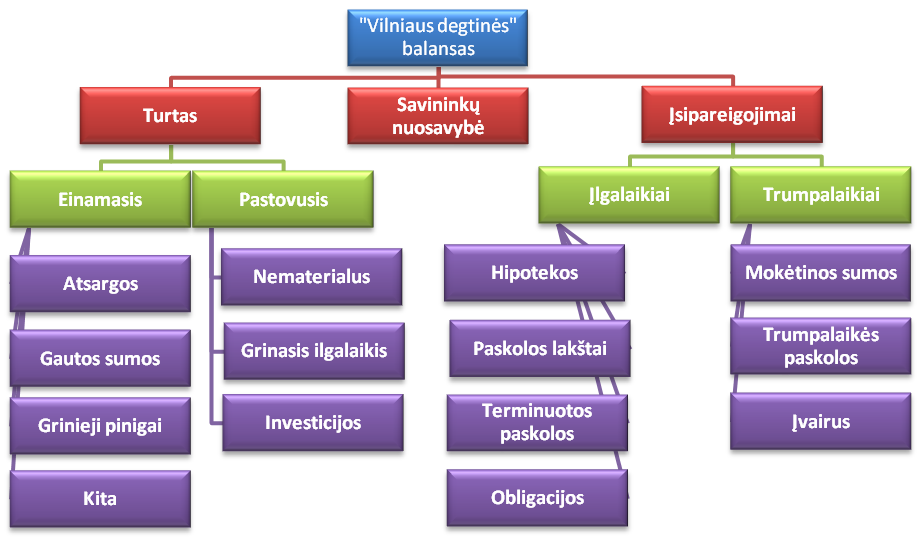 "Vilniaus degtinės"
balansas
Turtas
Savininkų
nuosavybė
Įsipareigojimai
Einamasis
Pastovusis
Įlgalaikiai
Trumpalaikiai
Atsargos
Gautos sumos
Grinieji pinigai
Kita
Nematerialus
Grinasis ilgalaikis
Investicijos
Hipotekos
Paskolos lakštai
Terminuotos
paskolos
Obligacijos
Mokėtinos sumos
Trumpalaikės
paskolos
Įvairus